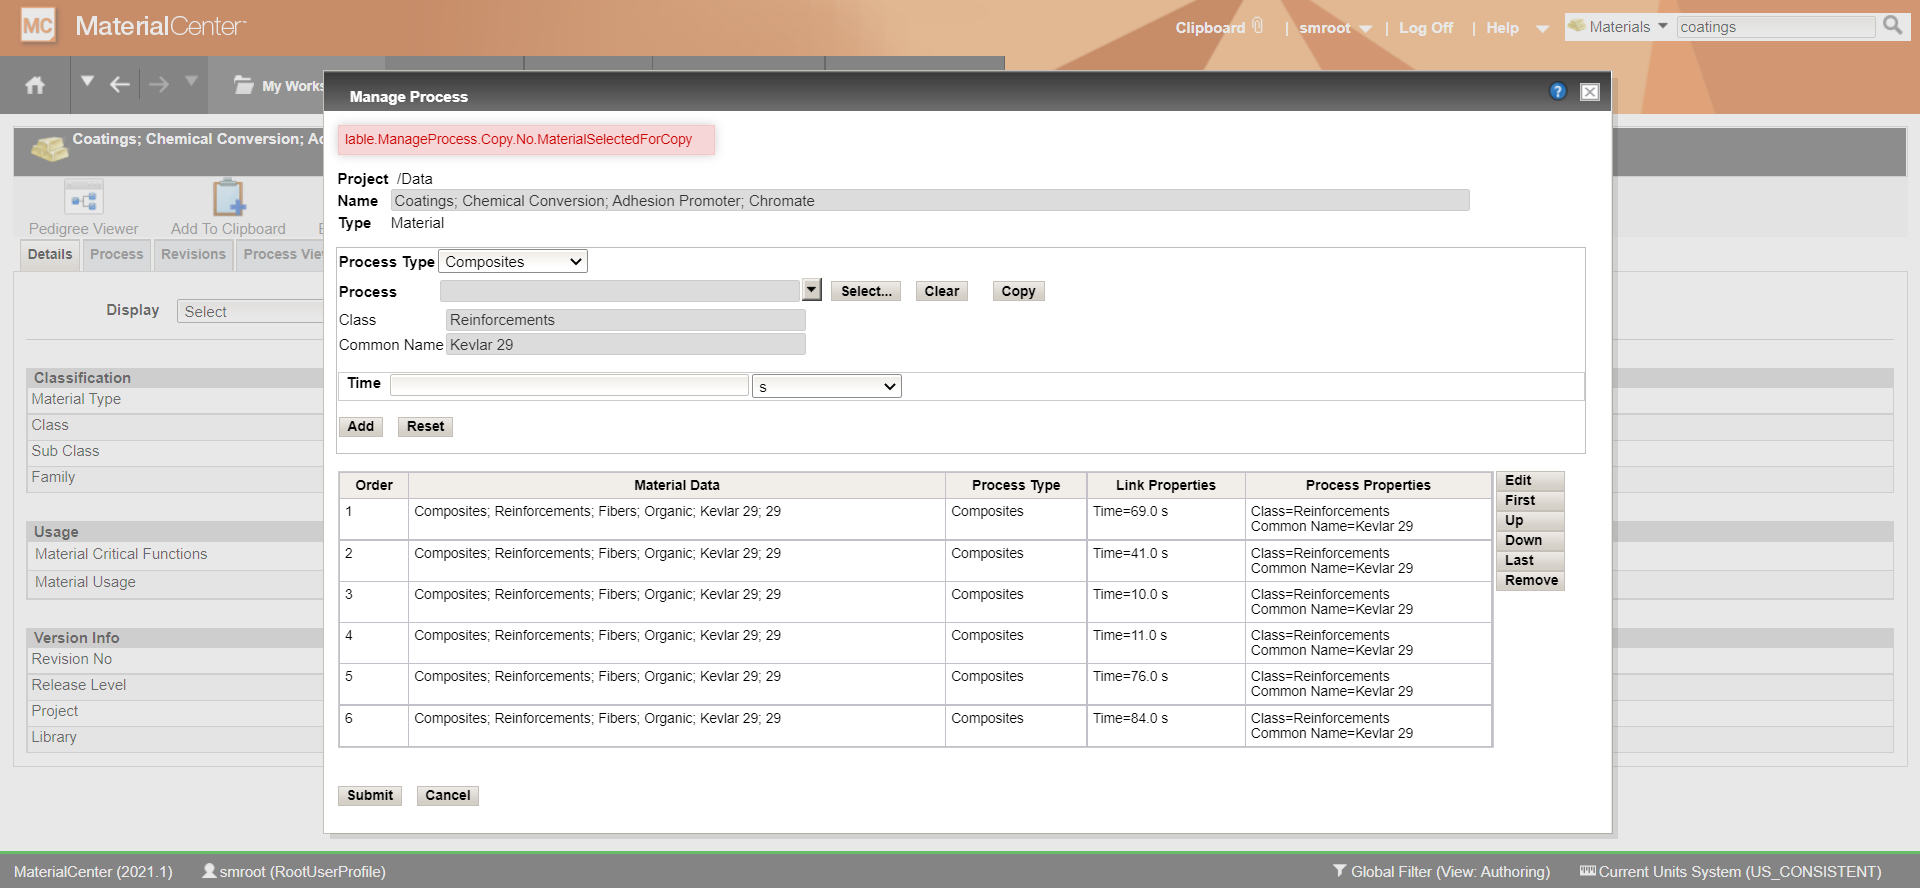 MC MaterialCenter
Clipboard | smroot | Log Off | Help Materials coatings
My Works
Manage Process
Coatings; Chemical Conversion; Ad
lable.ManageProcess.Copy.No.MaterialSelectedForCopy
Project /Data
Name Coatings; Chemical Conversion; Adhesion Promoter; Chromate
Type Material
Pedigree Viewer Add To Clipboard
Details Process Revisions Process Vie
Process Type Composites
Process Select... Clear Copy
Display Select
Class Reinforcements
Common Name Kevlar 29
Time s
Add Reset
Classification
Material Type
Class
Sub Class
Family
Usage
Material Critical Functions
Material Usage
Version Info
Revision No
Release Level
Project
Library
Order Material Data Process Type Link Properties Process Properties
1 Composites; Reinforcements; Fibers; Organic; Kevlar 29; 29 Composites Time=69.0 s Class=Reinforcements
Common Name=Kevlar 29
2 Composites; Reinforcements; Fibers; Organic; Kevlar 29; 29 Composites Time=41.0 s Class=Reinforcements
Common Name=Kevlar 29
3 Composites; Reinforcements; Fibers; Organic; Kevlar 29; 29 Composites Time=10.0 s Class=Reinforcements
Common Name=Kevlar 29
4 Composites; Reinforcements; Fibers; Organic; Kevlar 29; 29 Composites Time=11.0 s Class=Reinforcements
Common Name=Kevlar 29
5 Composites; Reinforcements; Fibers; Organic; Kevlar 29; 29 Composites Time=76.0 s Class=Reinforcements
Common Name=Kevlar 29
6 Composites; Reinforcements; Fibers; Organic; Kevlar 29; 29 Composites Time=84.0 s Class=Reinforcements
Common Name=Kevlar 29
Edit
First
Up
Down
Last
Remove
Submit Cancel
MaterialCenter (2021.1) smroot (RootUserProfile) Global Filter (View: Authoring) Current Units System (US_CONSISTENT)